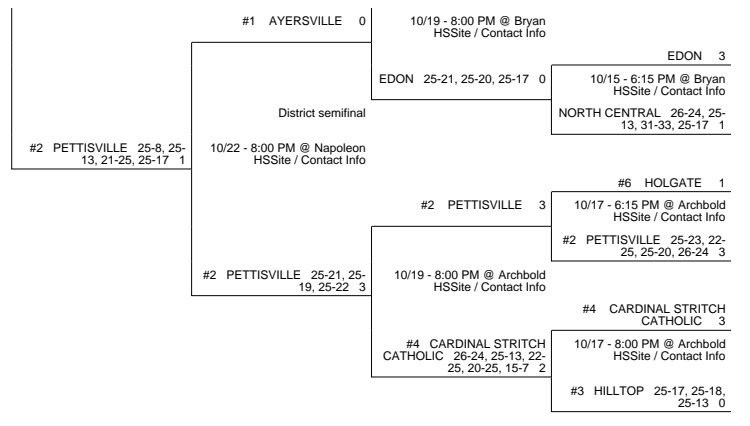 #1 AYERSVILLE 0
10/19 - 8:00 PM @ Bryan
HSSite / Contact Info
EDON 3
EDON 25-21, 25-20, 25-17 0
10/15 - 6:15 PM @ Bryan
HSSite / Contact Info
District semifinal
NORTH CENTRAL 26-24, 25-
13, 31-33, 25-17 1
#2 PETTISVILLE 25-8, 25-
13, 21-25, 25-17 1
10/22 - 8:00 PM @ Napoleon
HSSite / Contact Info
#6 HOLGATE 1
#2 PETTISVILLE 3
10/17 - 6:15 PM @ Archbold
HSSite / Contact Info
#2 PETTISVILLE 25-23, 22-
25, 25-20, 26-24 3
#2 PETTISVILLE 25-21, 25-
19, 25-22 3
10/19 - 8:00 PM @ Archbold
HSSite / Contact Info
#4 CARDINAL STRITCH
CATHOLIC 3
#4 CARDINAL STRITCH
CATHOLIC 26-24, 25-13, 22-
25, 20-25, 15-7 2
10/17 - 8:00 PM @ Archbold
HSSite / Contact Info
#3 HILLTOP 25-17, 25-18,
25-13 0